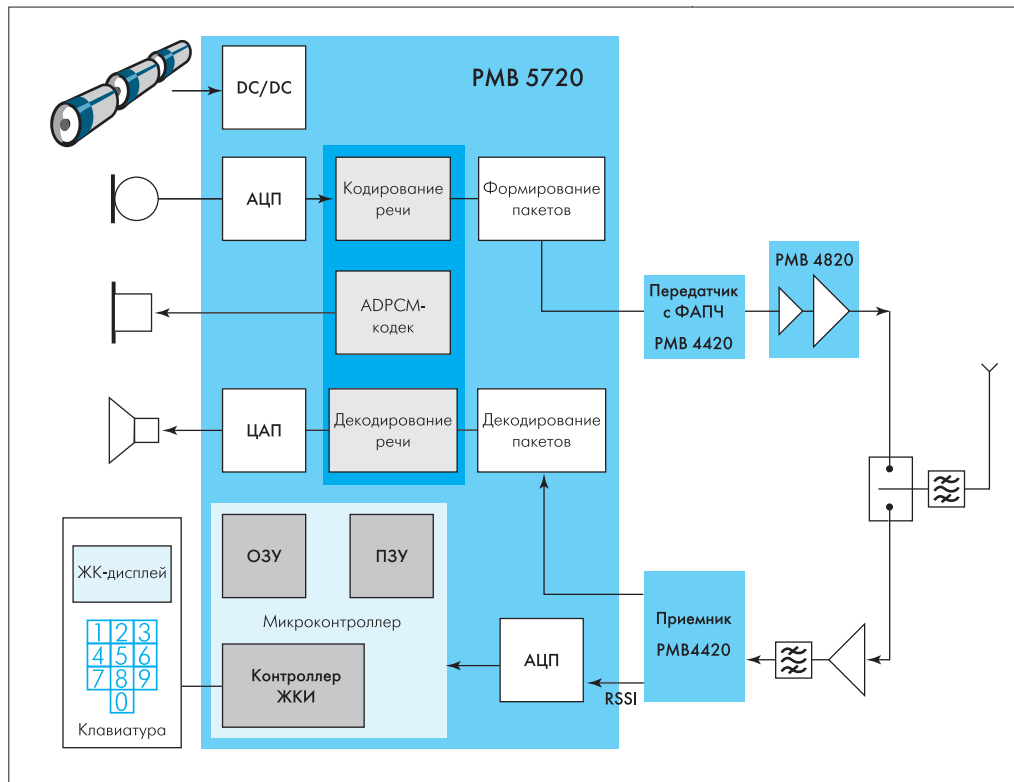 DC/DC
PMB 5720
АЦП
Кодирование
речи
Формирование
пакетов
PMB 4820
Передатчик
с ФАПЧ
PMB 4420
ADPCM-
кодек
ЦАП
Декодирование
речи
Декодирование
пакетов
ОЗУ
ПЗУ
Микроконтроллер
ЖК-дисплей
1 2 3
4 5 6
7 8 9
0
Клавиатура
Контроллер
ЖКИ
АЦП
RSSI
Приемник
PMB4420